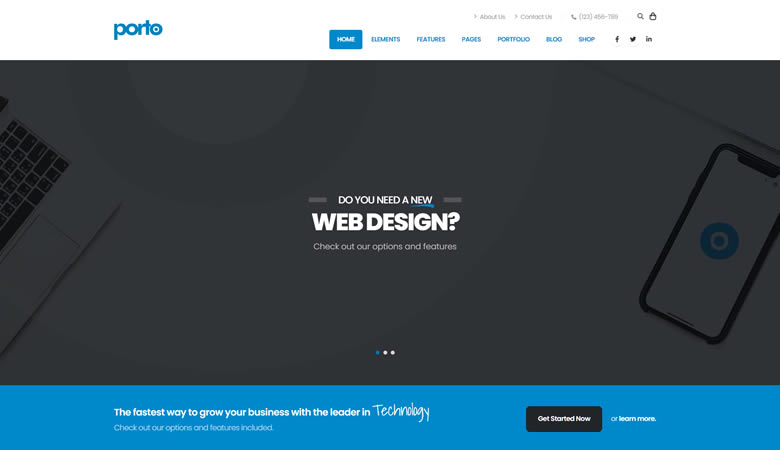 About Us Contact Us (123) 456-789
porto
HOME ELEMENTS FEATURES PAGES PORTFOLIO BLOG SHOP
DO YOU NEED A NEW
WEB DESIGN?
Check out our options and features
The fastest way to grow your business with the leader in Technology
Check out our options and features included.
Get Started Now or learn more.